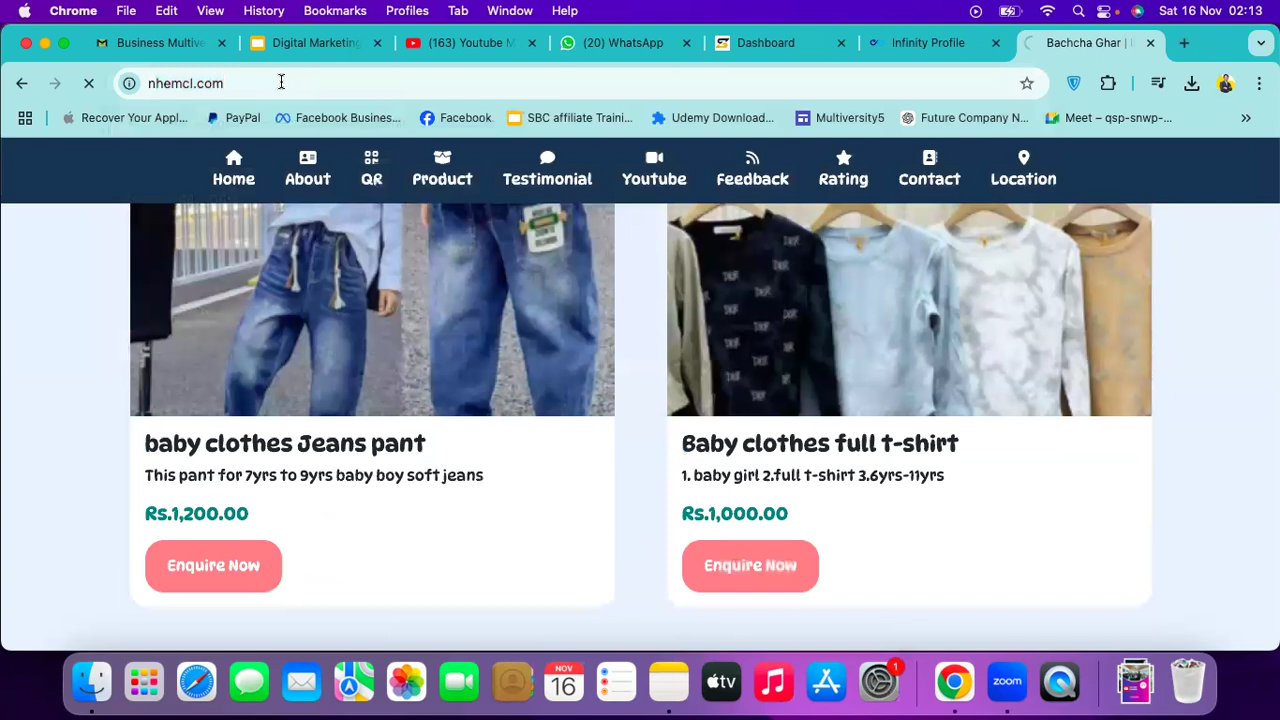 Chrome File Edit View History Bookmarks Profiles Tab Window Help Sat 16 Nov 02:13
Business Multive Digital Marketing (163) Youtube M (20) WhatsApp Dashboard Infinity Profile Bachcha Ghar |
nhemcl.com
Recover Your Appl... PayPal Facebook Busines... Facebook. SBC affiliate Traini... Udemy Download... Multiversity5 Future Company N... Meet – qsp-snwp-...
Home About QR Product Testimonial Youtube Feedback Rating Contact Location
baby clothes Jeans pant
This pant for 7yrs to 9yrs baby boy soft jeans
Rs.1,200.00
Enquire Now
Baby clothes full t-shirt
1. baby girl 2.full t-shirt 3.6yrs-11yrs
Rs.1,000.00
Enquire Now
NOV
16
tv
1
zoom